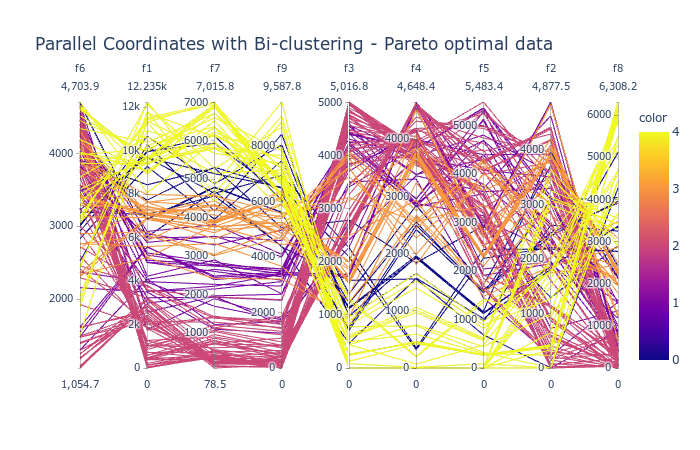 Parallel Coordinates with Bi-clustering - Pareto optimal data
f6 f1 f7 f9 f3 f4 f5 f2 f8
4,703.9 12.235k 7,015.8 9,587.8 5,016.8 4,648.4 5,483.4 4,877.5 6,308.2
color
4000 3000 2000
12k 10k 8k 6k 4k 2k 0
7000 6000 5000 4000 3000 2000 1000
8000 6000 4000 2000 0
5000 4000 3000 2000 1000 0
4000 3000 2000 1000 0
5000 4000 3000 2000 1000 0
4000 3000 2000 1000 0
6000 5000 4000 3000 2000 1000 0
4 3 2 1 0
1,054.7 0 78.5 0 0 0 0 0 0